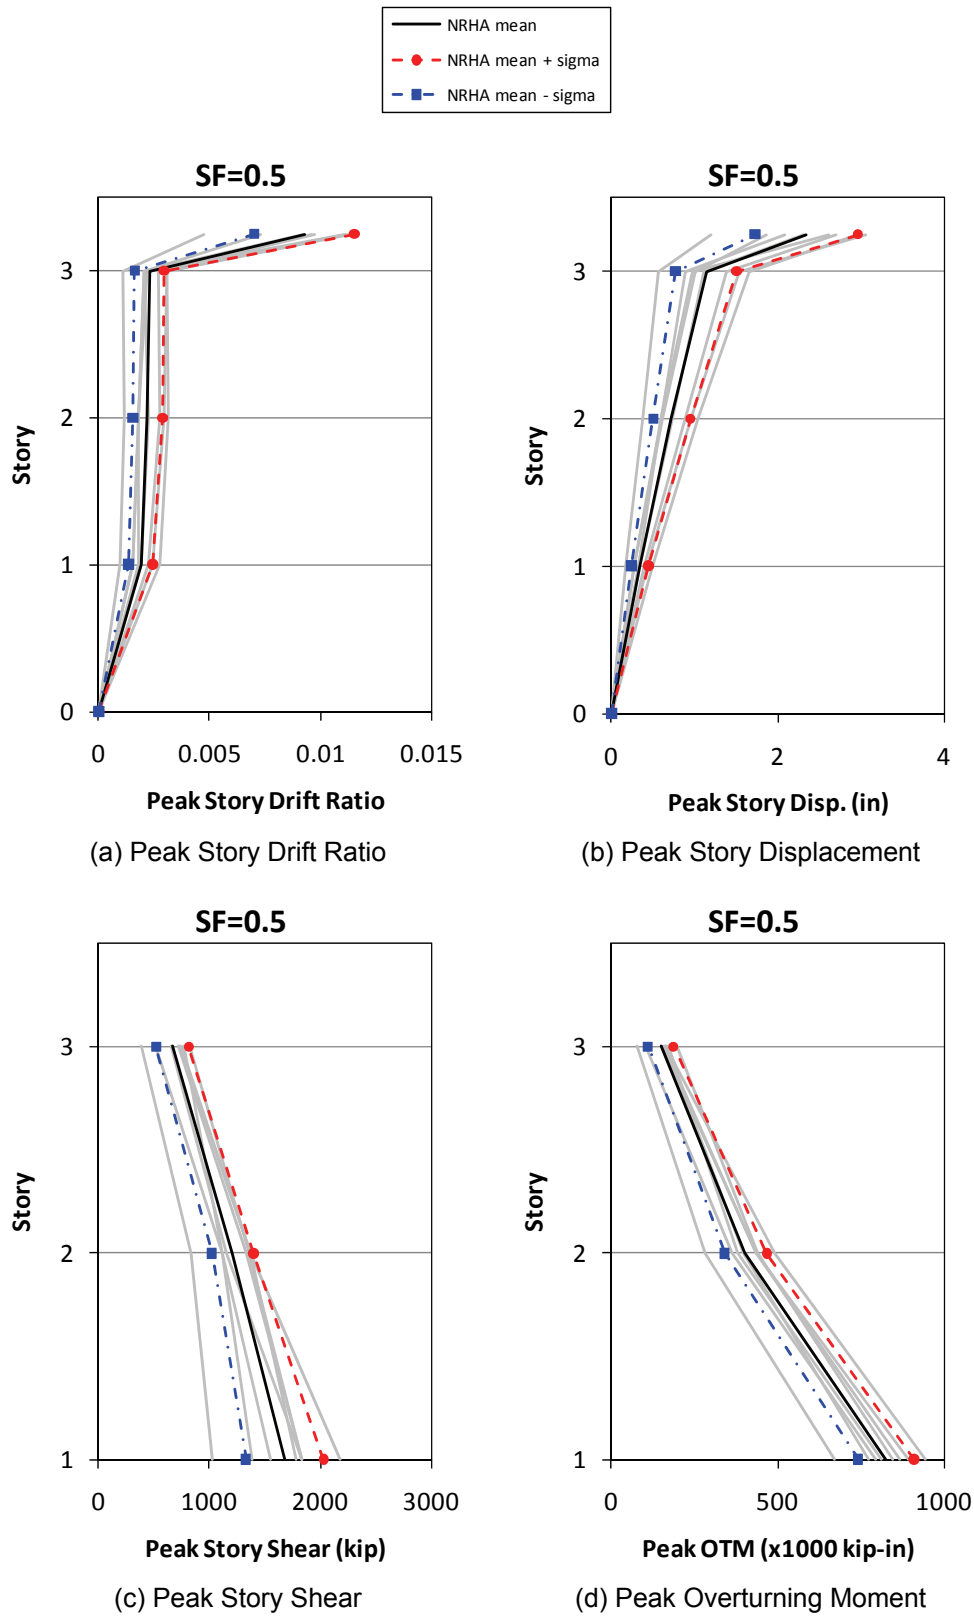 NRHA mean
NRHA mean + sigma
NRHA mean - sigma
SF=0.5
3
2
1
0
Story
0
0.005
0.01
0.015
Peak Story Drift Ratio
(a) Peak Story Drift Ratio
SF=0.5
3
2
1
0
Story
0
2
4
Peak Story Disp. (in)
(b) Peak Story Displacement
SF=0.5
3
2
1
Story
0
1000
2000
3000
Peak Story Shear (kip)
(c) Peak Story Shear
SF=0.5
3
2
1
Story
0
500
1000
Peak OTM (x1000 kip-in)
(d) Peak Overturning Moment